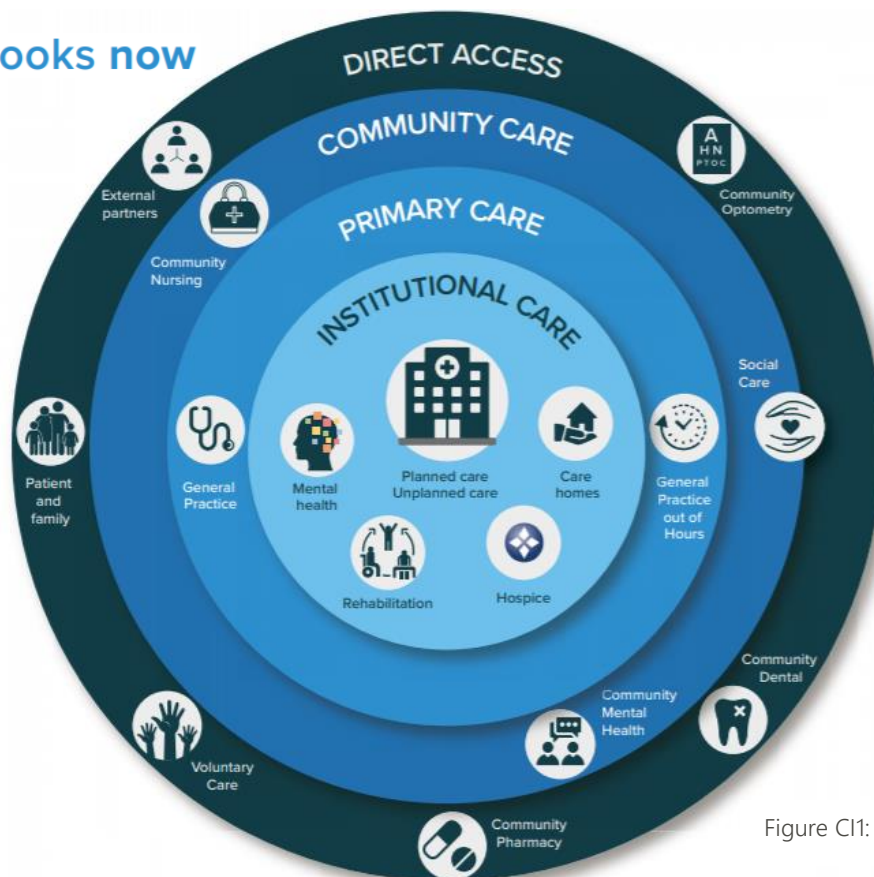 ooks now
DIRECT ACCESS
COMMUNITY CARE
PRIMARY CARE
INSTITUTIONAL CARE
External
partners
A
HN
PTOC
Community
Optometry
Community
Nursing
Social
Care
Patient
and
family
General
Practice
Mental
health
Planned care
Unplanned care
Care
homes
General
Practice
out of
Hours
Rehabilitation
Hospice
Community
Dental
Community
Mental
Health
Voluntary
Care
Community
Pharmacy
Figure CI1: